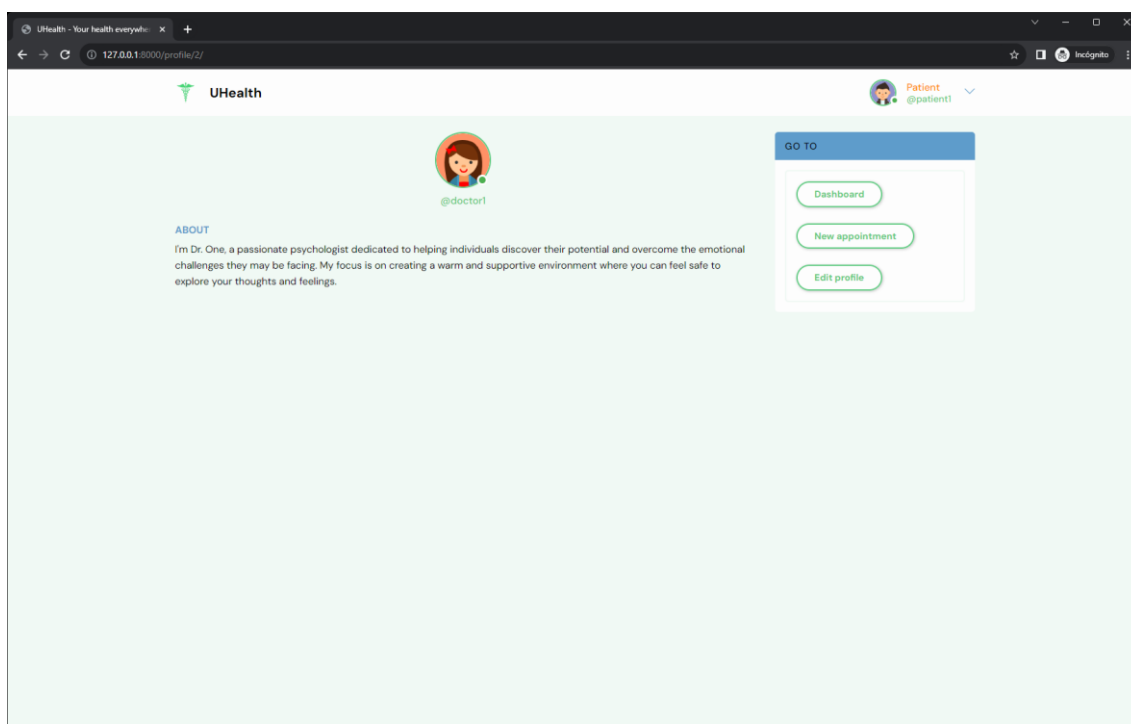 UHealth - Your health everywhe
127.0.0.1:8000/profile/2/
Incógnito
UHealth
Patient
@patient1
@doctor1
ABOUT
I'm Dr. One, a passionate psychologist dedicated to helping individuals discover their potential and overcome the emotional
challenges they may be facing. My focus is on creating a warm and supportive environment where you can feel safe to
explore your thoughts and feelings.
GO TO
Dashboard
New appointment
Edit profile